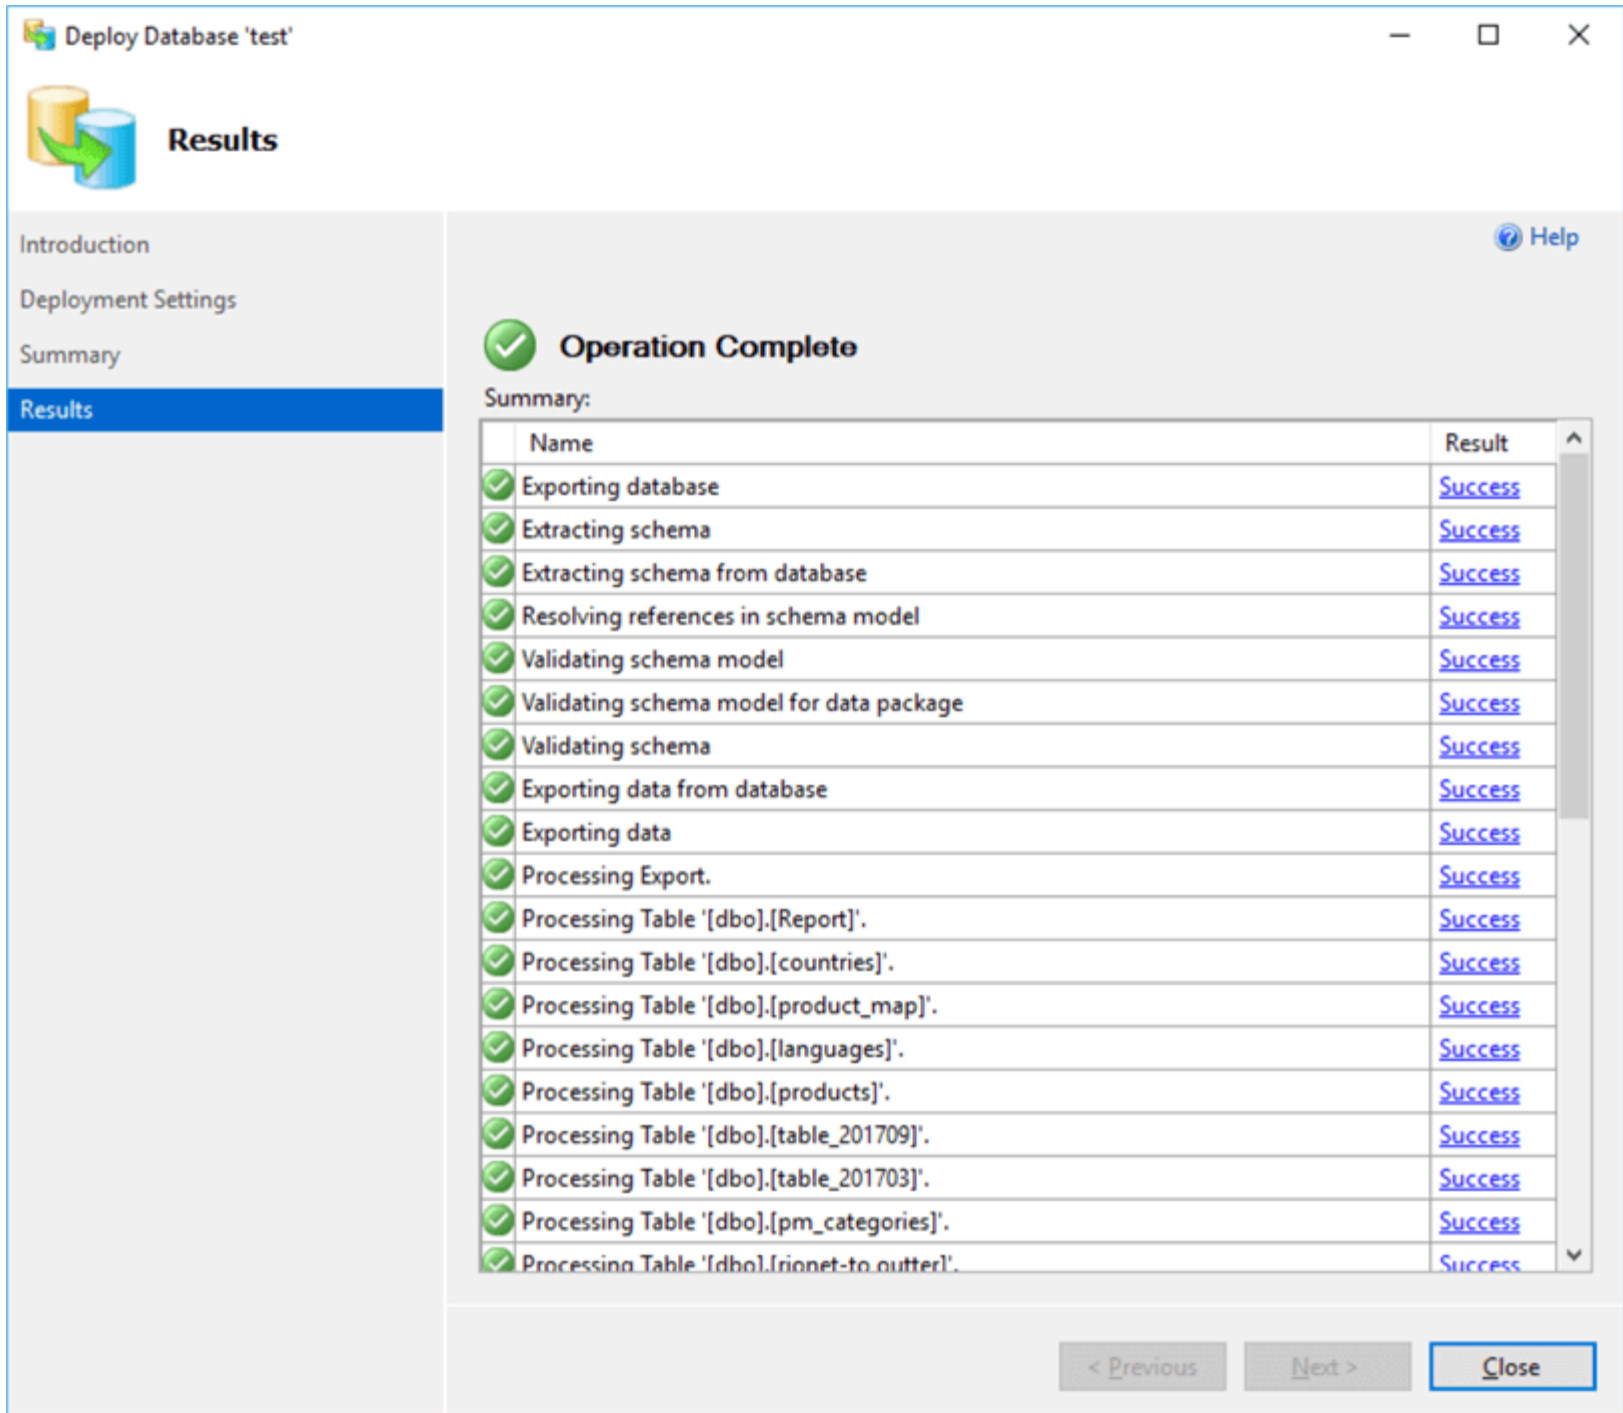 Deploy Database 'test'
Results
Introduction
Deployment Settings
Summary
Results
Help
Operation Complete
Summary:
Name Result
Exporting database Success
Extracting schema Success
Extracting schema from database Success
Resolving references in schema model Success
Validating schema model Success
Validating schema model for data package Success
Validating schema Success
Exporting data from database Success
Exporting data Success
Processing Export. Success
Processing Table '[dbo].[Report]'. Success
Processing Table '[dbo].[countries]'. Success
Processing Table '[dbo].[product_map]'. Success
Processing Table '[dbo].[languages]'. Success
Processing Table '[dbo].[products]'. Success
Processing Table '[dbo].[table_201709]'. Success
Processing Table '[dbo].[table_201703]'. Success
Processing Table '[dbo].[pm_categories]'. Success
Processing Table Success
< Previous Next > Close